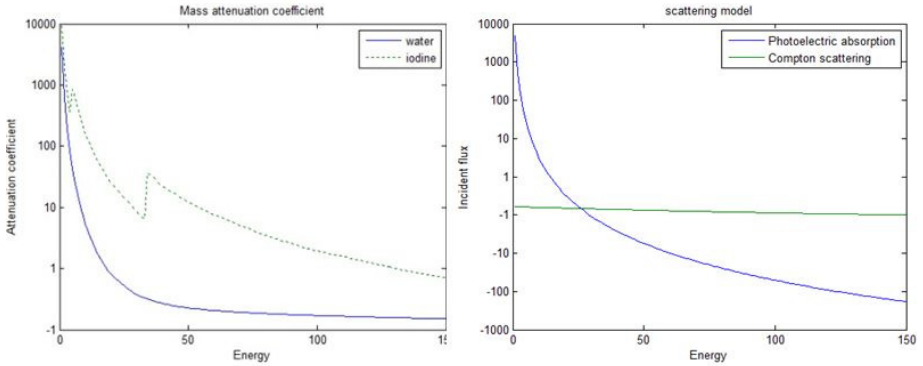 Mass attenuation coefficient
10000
1000
100
10
1
-1
Attenuation coefficient
water
iodine
0
50
100
15
Energy
scattering model
10000
1000
100
10
1
-1
-10
-100
-1000
Incident flux
Photoelectric absorption
Compton scattering
0
50
100
150
Energy